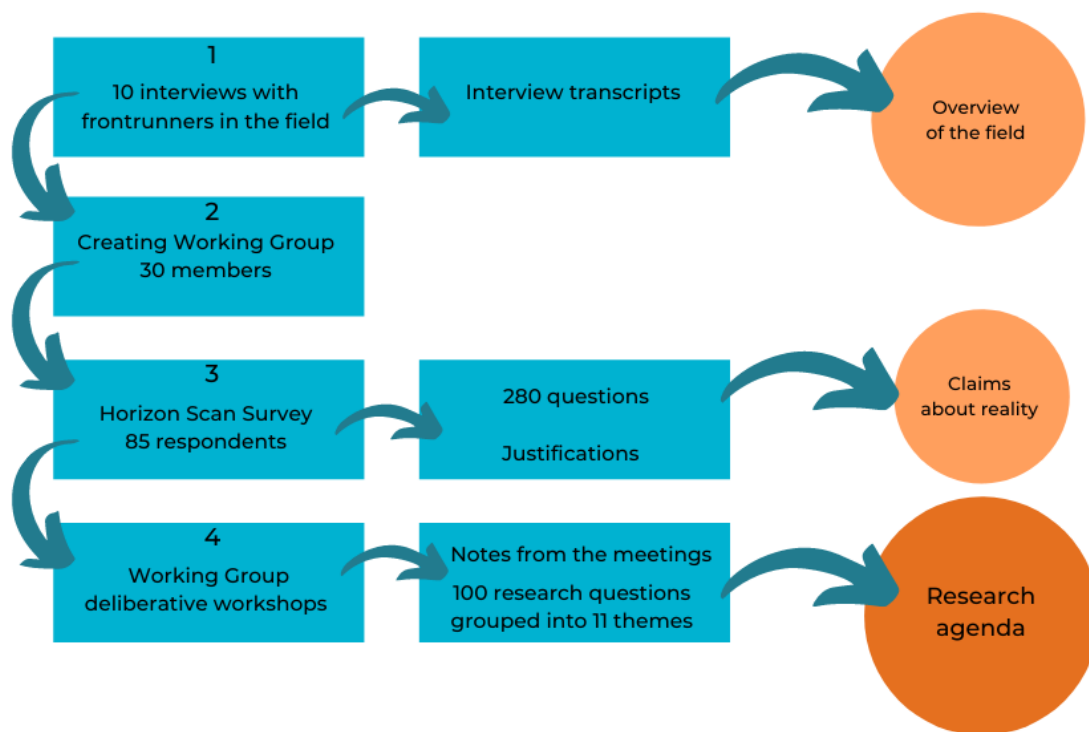 1
10 interviews with
frontrunners in the field
Interview transcripts
Overview
of the field
2
Creating Working Group
30 members
3
Horizon Scan Survey
85 respondents
280 questions
Justifications
Claims
about reality
4
Working Group
deliberative workshops
Notes from the meetings
100 research questions
grouped into 11 themes
Research
agenda